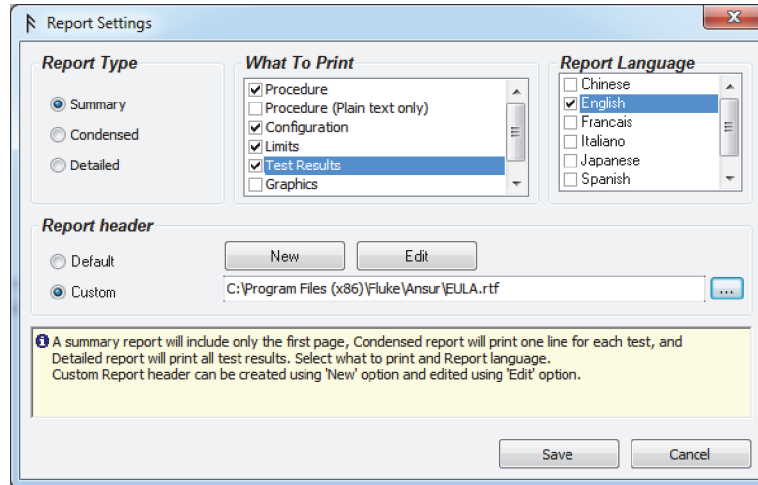 Report Settings
Report Type
Summary
Condensed
Detailed
What To Print
Procedure
Procedure (Plain text only)
Configuration
Limits
Test Results
Graphics
Report Language
Chinese
English
Francais
Italiano
Japanese
Spanish
Report header
Default
New
Edit
Custom
C:\Program Files (x86)\Fluke\Ansur\EULA.rtf
...
A summary report will include only the first page, Condensed report will print one line for each test, and
Detailed report will print all test results. Select what to print and Report language.
Custom Report header can be created using 'New' option and edited using 'Edit' option.
Save
Cancel